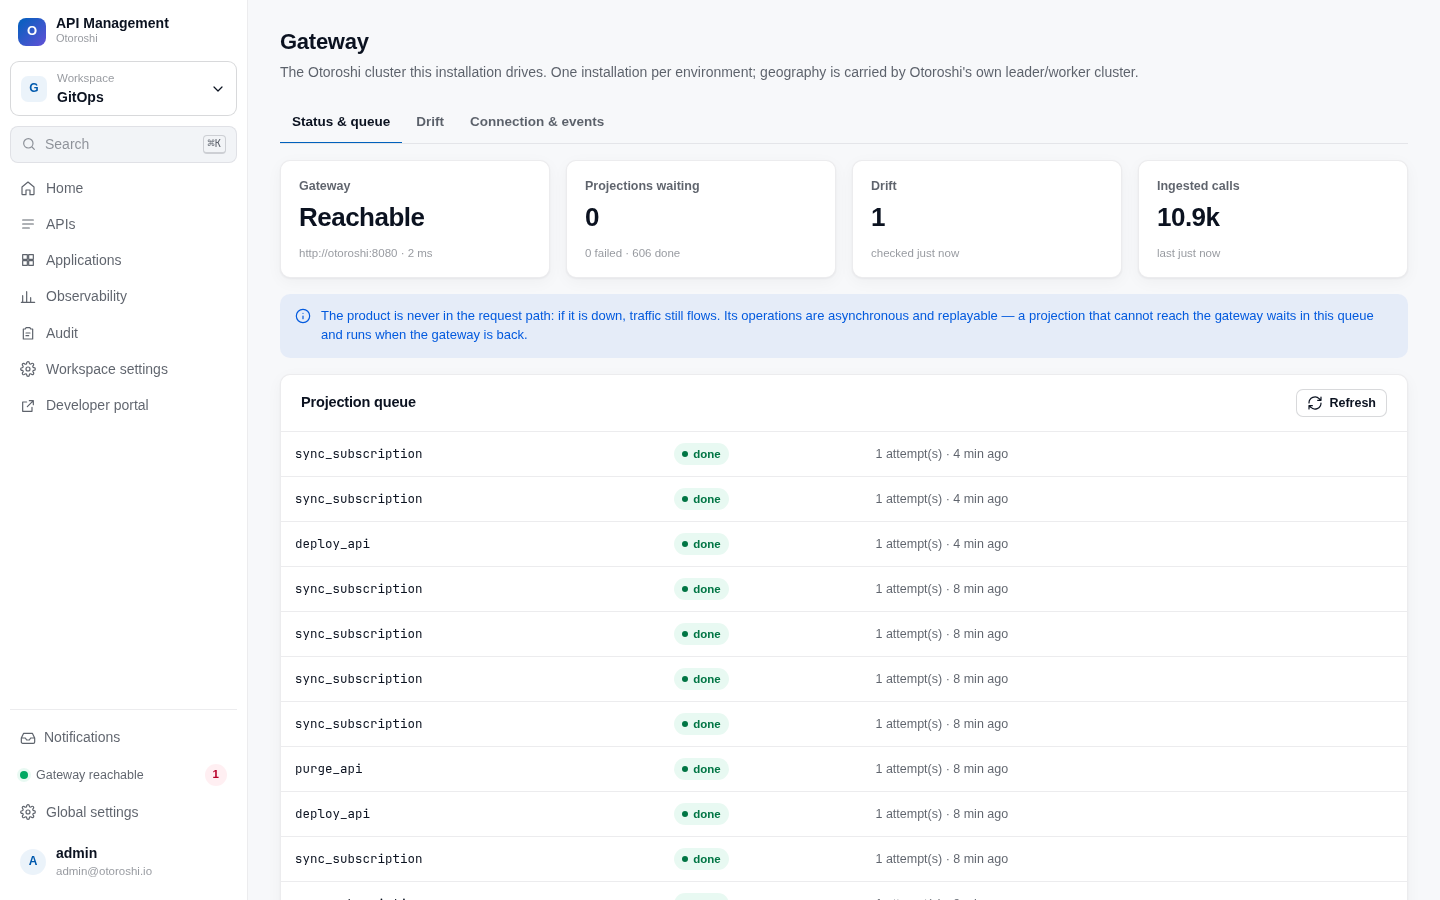 O
API Management
Otoroshi
G
Workspace
GitOps
Search
⌘K
Home
APIs
Applications
Observability
Audit
Workspace settings
Developer portal
Notifications
Gateway reachable
1
Global settings
A
admin
admin@otoroshi.io
Gateway
The Otoroshi cluster this installation drives. One installation per environment; geography is carried by Otoroshi's own leader/worker cluster.
Status & queue
Drift
Connection & events
Gateway
Reachable
http://otoroshi:8080 · 2 ms
Projections waiting
0
0 failed · 606 done
Drift
1
checked just now
Ingested calls
10.9k
last just now
The product is never in the request path: if it is down, traffic still flows. Its operations are asynchronous and replayable — a projection that cannot reach the gateway waits in this queue
and runs when the gateway is back.
Projection queue
Refresh
sync_subscription done 1 attempt(s) · 4 min ago
sync_subscription done 1 attempt(s) · 4 min ago
deploy_api done 1 attempt(s) · 4 min ago
sync_subscription done 1 attempt(s) · 8 min ago
sync_subscription done 1 attempt(s) · 8 min ago
sync_subscription done 1 attempt(s) · 8 min ago
sync_subscription done 1 attempt(s) · 8 min ago
purge_api done 1 attempt(s) · 8 min ago
deploy_api done 1 attempt(s) · 8 min ago
sync_subscription done 1 attempt(s) · 8 min ago